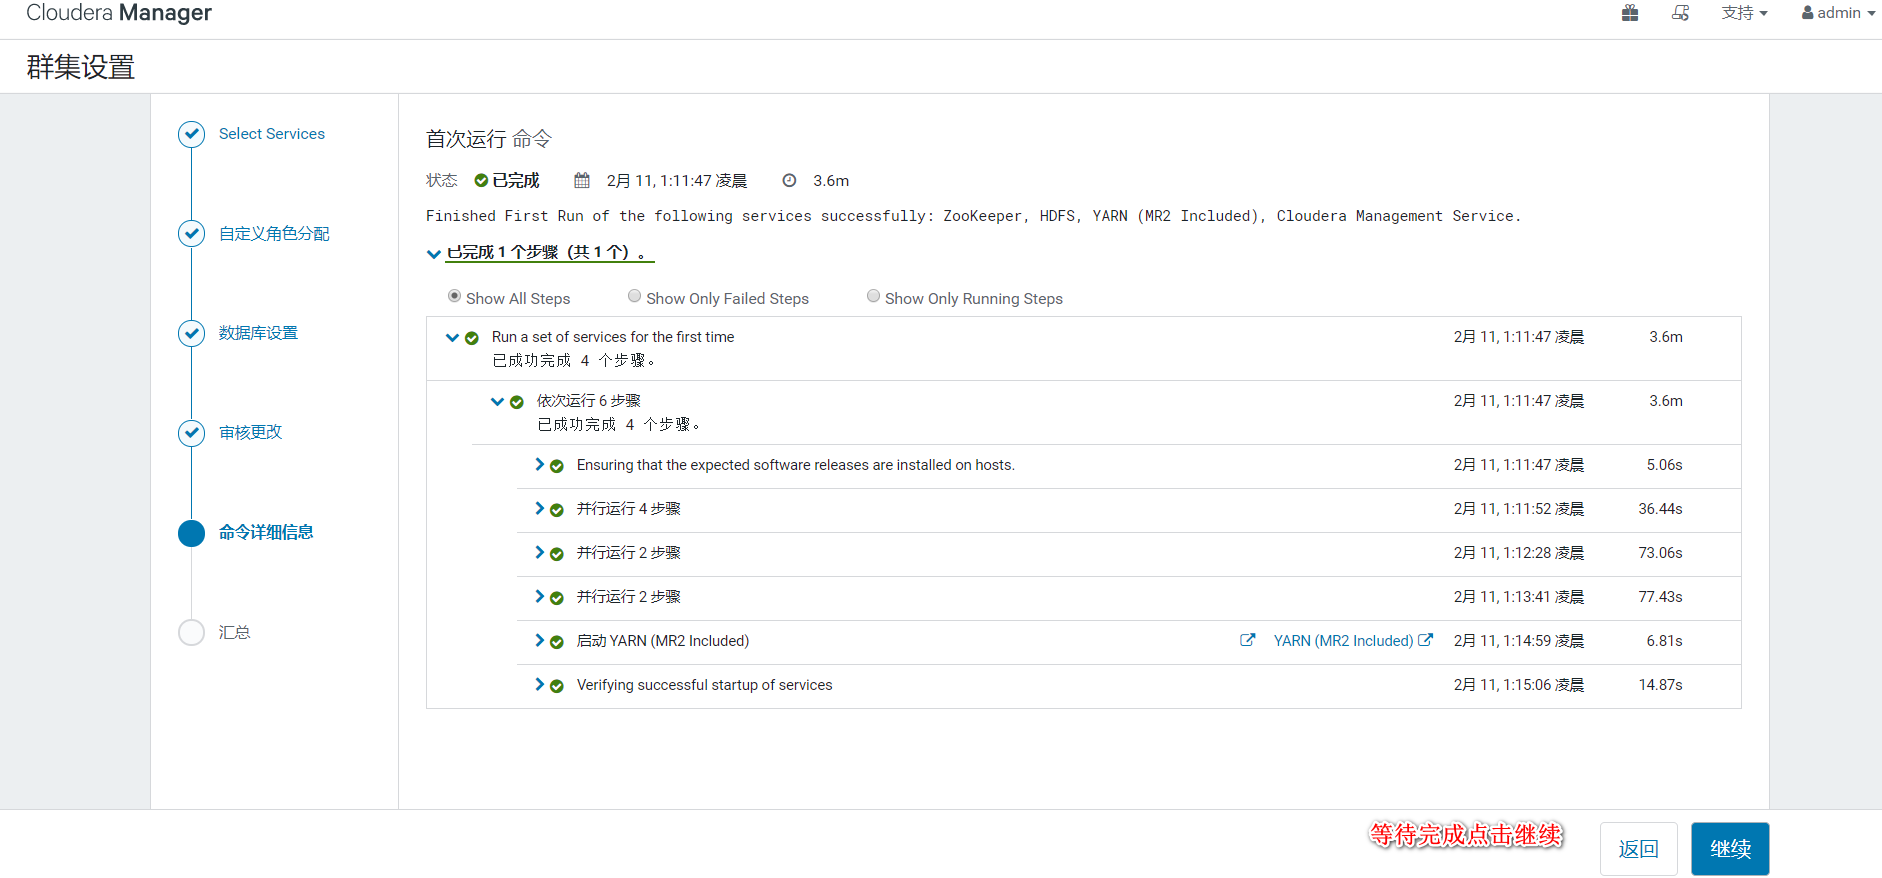 Cloudera Manager
支持
admin
群集设置
Select Services
自定义角色分配
数据库设置
审核更改
命令详细信息
汇总
首次运行 命令
状态 已完成 2月 11, 1:11:47 凌晨 3.6m
Finished First Run of the following services successfully: ZooKeeper, HDFS, YARN (MR2 Included), Cloudera Management Service.
已完成 1 个步骤（共 1 个）。
Show All Steps Show Only Failed Steps Show Only Running Steps
Run a set of services for the first time 2月 11, 1:11:47 凌晨 3.6m
已成功完成 4 个步骤。
依次运行 6 步骤 2月 11, 1:11:47 凌晨 3.6m
已成功完成 4 个步骤。
Ensuring that the expected software releases are installed on hosts. 2月 11, 1:11:47 凌晨 5.06s
并行运行 4 步骤 2月 11, 1:11:52 凌晨 36.44s
并行运行 2 步骤 2月 11, 1:12:28 凌晨 73.06s
并行运行 2 步骤 2月 11, 1:13:41 凌晨 77.43s
启动 YARN (MR2 Included) YARN (MR2 Included) 2月 11, 1:14:59 凌晨 6.81s
Verifying successful startup of services 2月 11, 1:15:06 凌晨 14.87s
等待完成点击继续
返回
继续